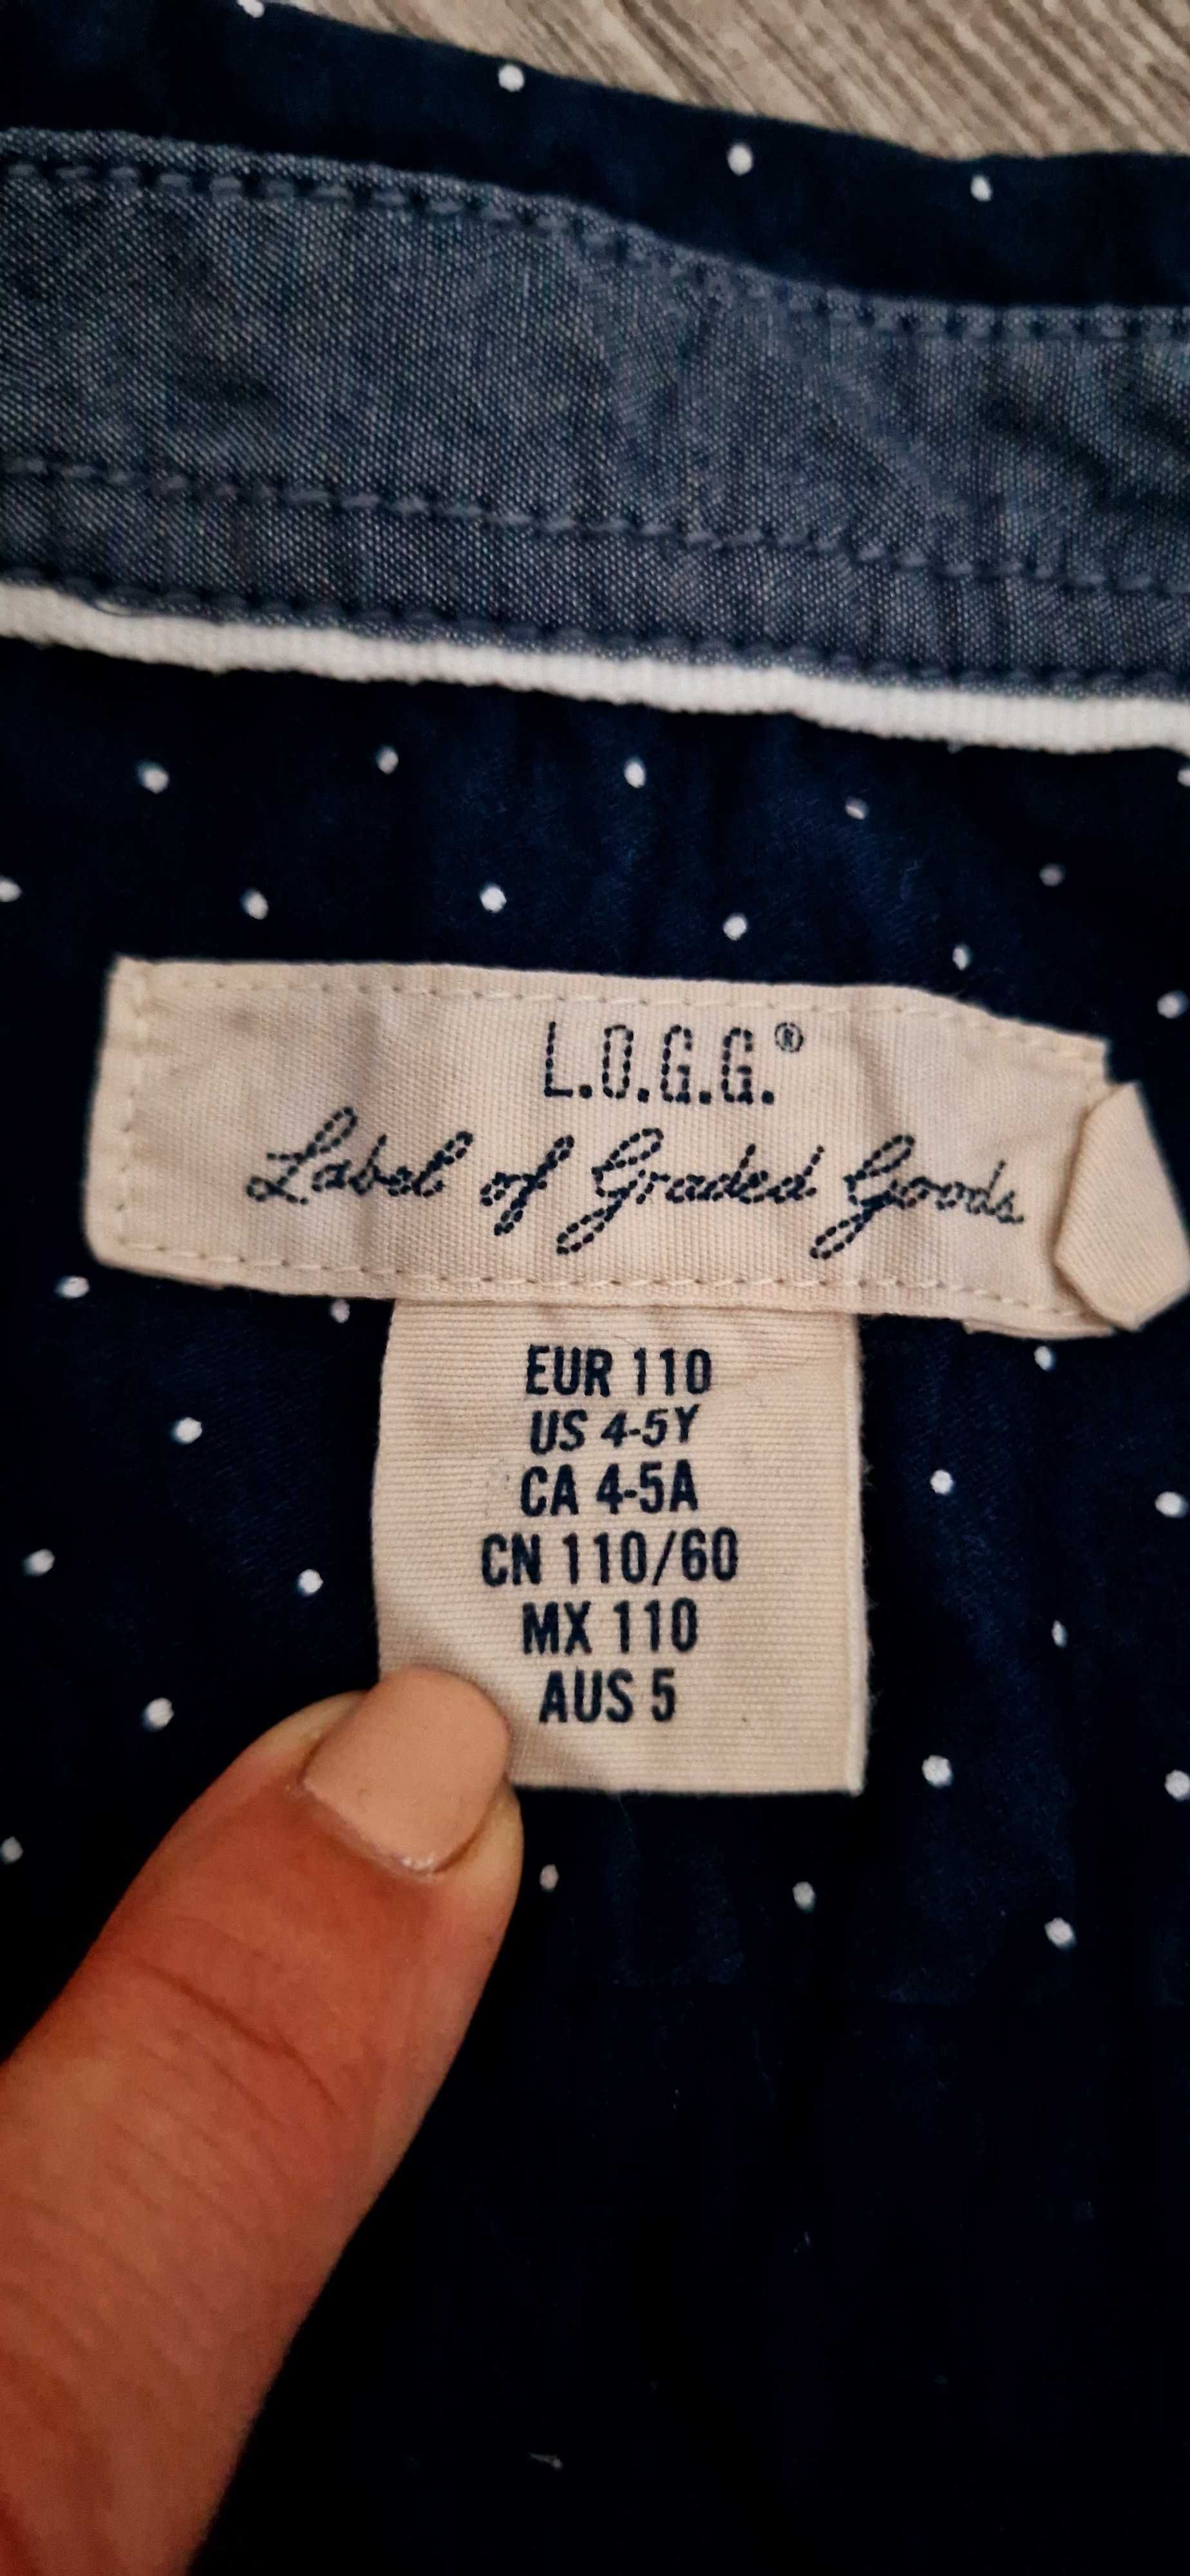 L.O.G.G.®
Label of Graded Goods
EUR 110
US 4-5Y
CA 4-5A
CN 110/60
MX 110
AUS 5